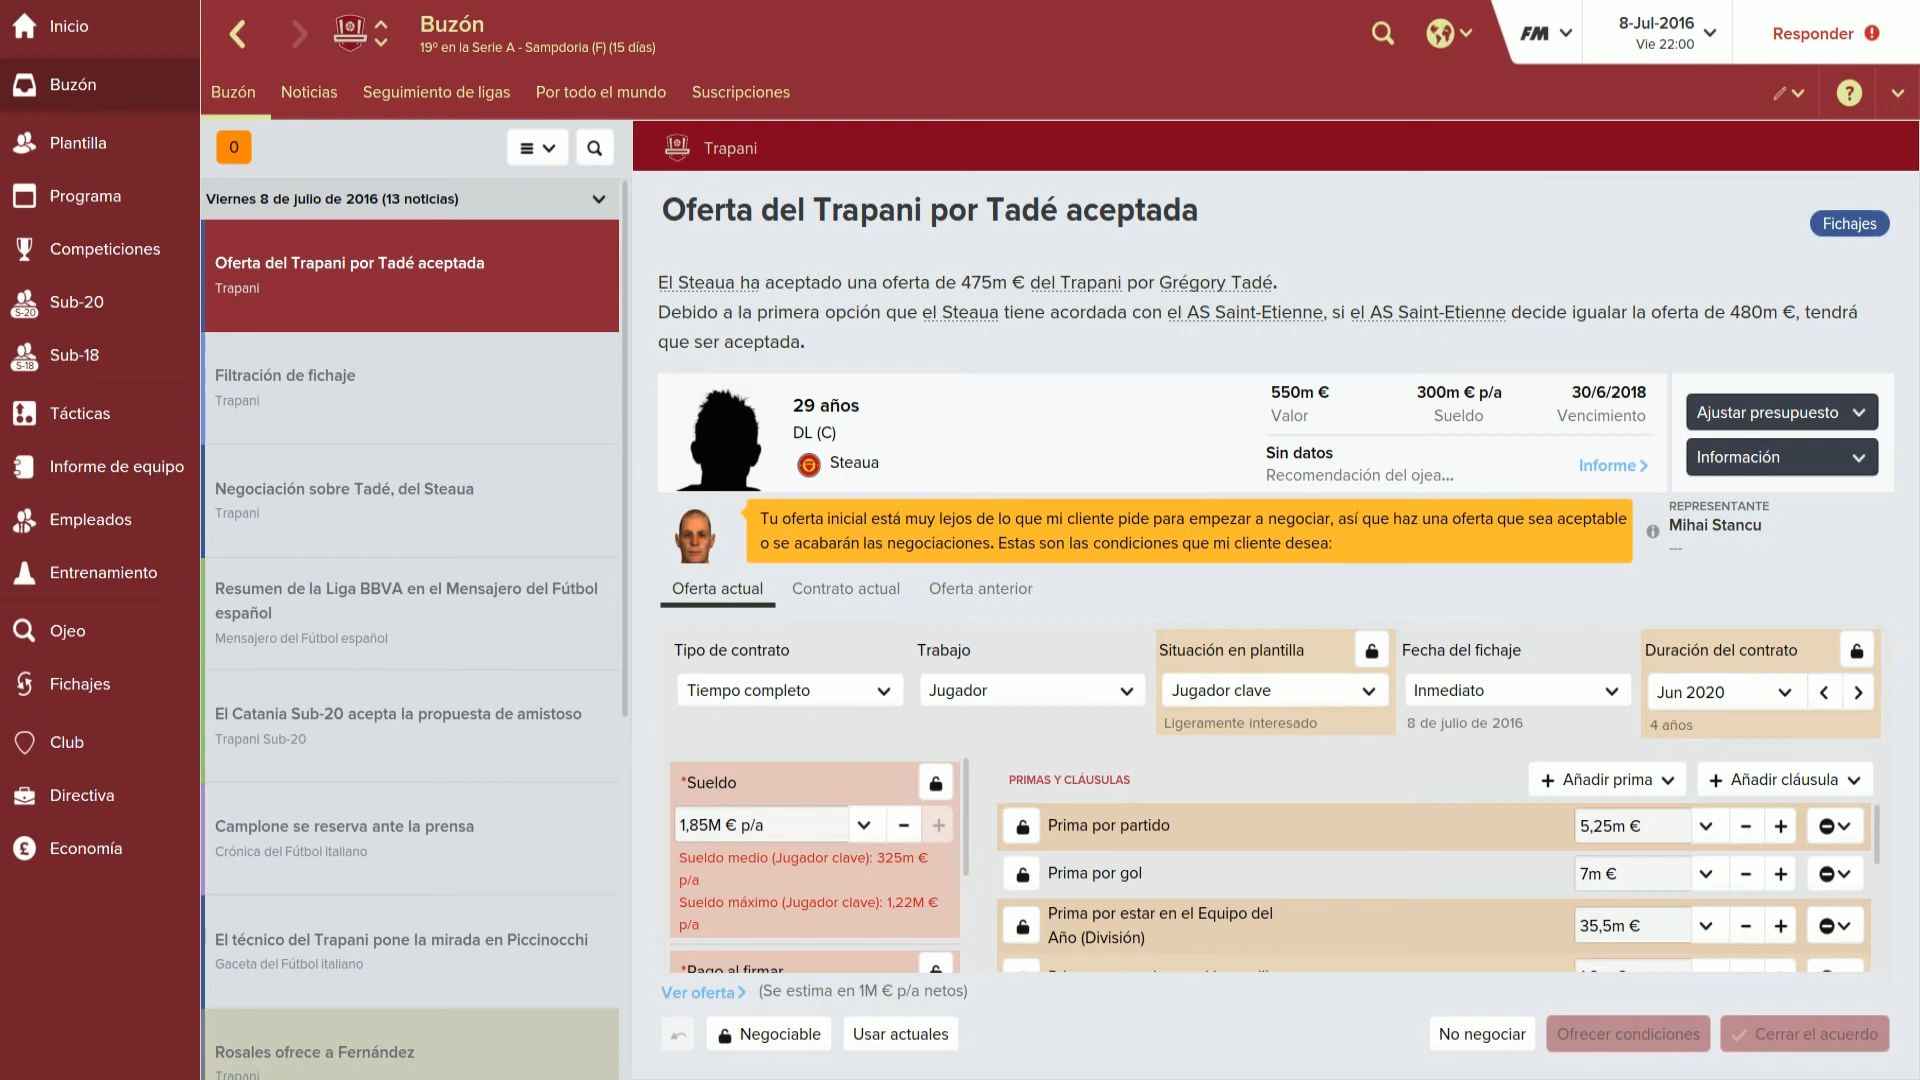 Inicio
Buzón
Plantilla
Programa
Competiciones
S-20
Sub-20
S-18
Sub-18
Tácticas
Informe de equipo
Empleados
Entrenamiento
Ojeo
Fichajes
Club
Directiva
Economía
Buzón
19º en la Serie A - Sampdoria (F) (15 días)
FM
8-Jul-2016
Vie 22:00
Responder
Buzón
Noticias
Seguimiento de ligas
Por todo el mundo
Suscripciones
?
0
Viernes 8 de julio de 2016 (13 noticias)
Oferta del Trapani por Tadé aceptada
Trapani
Filtración de fichaje
Trapani
Negociación sobre Tadé, del Steaua
Trapani
Resumen de la Liga BBVA en el Mensajero del Fútbol
español
Mensajero del Fútbol español
El Catania Sub-20 acepta la propuesta de amistoso
Trapani Sub-20
Camplone se reserva ante la prensa
Crónica del Fútbol italiano
El técnico del Trapani pone la mirada en Piccinocchi
Gaceta del Fútbol italiano
Rosales ofrece a Fernández
Trapani
Trapani
Oferta del Trapani por Tadé aceptada
Fichajes
El Steaua ha aceptado una oferta de 475m € del Trapani por Grégory Tadé.
Debido a la primera opción que el Steaua tiene acordada con el AS Saint-Etienne, si el AS Saint-Etienne decide igualar la oferta de 480m €, tendrá
que ser aceptada.
29 años
DL (C)
Steaua
550m €
Valor
300m € p/a
Sueldo
30/6/2018
Vencimiento
Sin datos
Recomendación del ojea...
Informe
Ajustar presupuesto
Información
Tu oferta inicial está muy lejos de lo que mi cliente pide para empezar a negociar, así que haz una oferta que sea aceptable
o se acabarán las negociaciones. Estas son las condiciones que mi cliente desea:
REPRESENTANTE
Mihai Stancu
---
Oferta actual
Contrato actual
Oferta anterior
Tipo de contrato
Tiempo completo
Trabajo
Jugador
Situación en plantilla
Jugador clave
Ligeramente interesado
Fecha del fichaje
Inmediato
8 de julio de 2016
Duración del contrato
Jun 2020
4 años
*Sueldo
1,85M € p/a
Sueldo medio (Jugador clave): 325m €
p/a
Sueldo máximo (Jugador clave): 1,22M €
p/a
*Pago al firmar
PRIMAS Y CLÁUSULAS
Añadir prima
Añadir cláusula
Prima por partido
5,25m €
Prima por gol
7m €
Prima por estar en el Equipo del
Año (División)
35,5m €
Ver oferta
(Se estima en 1M € p/a netos)
Negociable
Usar actuales
No negociar
Ofrecer condiciones
Cerrar el acuerdo